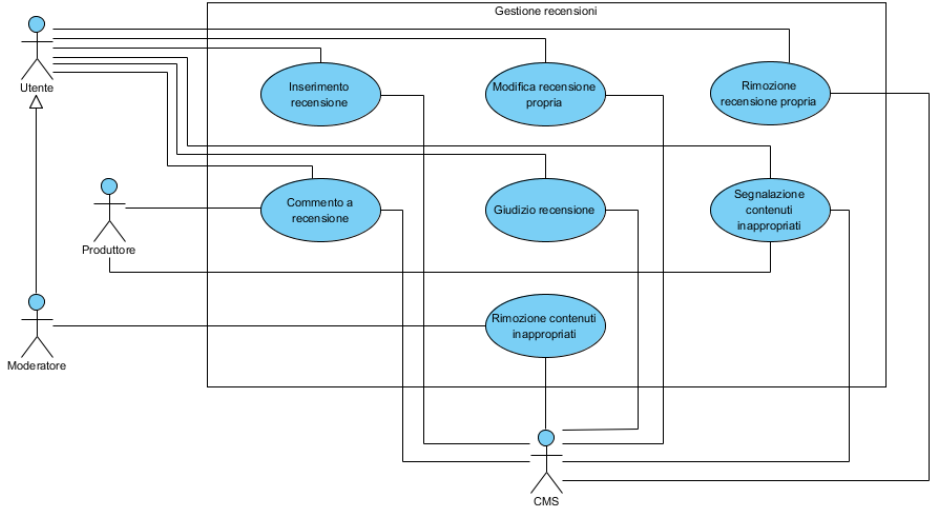 Gestione recensioni
Utente
Inserimento
recensione
Modifica recensione
propria
Rimozione
recensione propria
Produttore
Commento a
recensione
Giudizio recensione
Segnalazione
contenuti
inappropriati
Moderatore
Rimozione contenuti
inappropriati
CMS